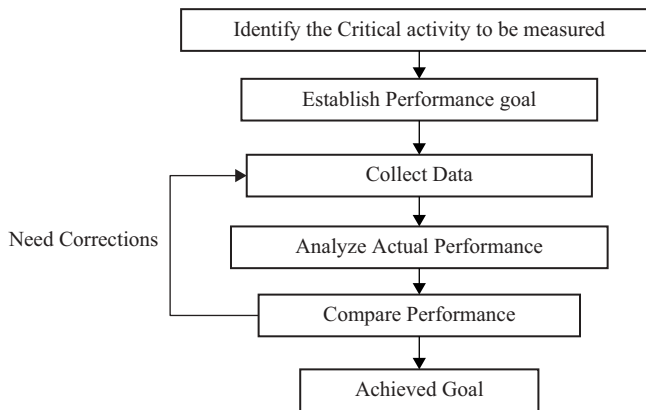 Identify the Critical activity to be measured
Establish Performance goal
Collect Data
Need Corrections
Analyze Actual Performance
Compare Performance
Achieved Goal